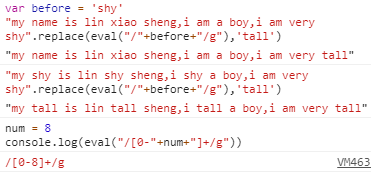 var before = 'shy'
"my name is lin xiao sheng,i am a boy,i am very
shy".replace(eval("/"+before+"/g"),'tall')
"my name is lin xiao sheng,i am a boy,i am very tall"
"my shy is lin shy sheng,i shy a boy,i am very
shy".replace(eval("/"+before+"/g"),'tall')
"my tall is lin tall sheng,i tall a boy,i am very tall"
num = 8
console.log(eval("/[0-"+num+"]+/g"))
/[0-8]+/g VM463